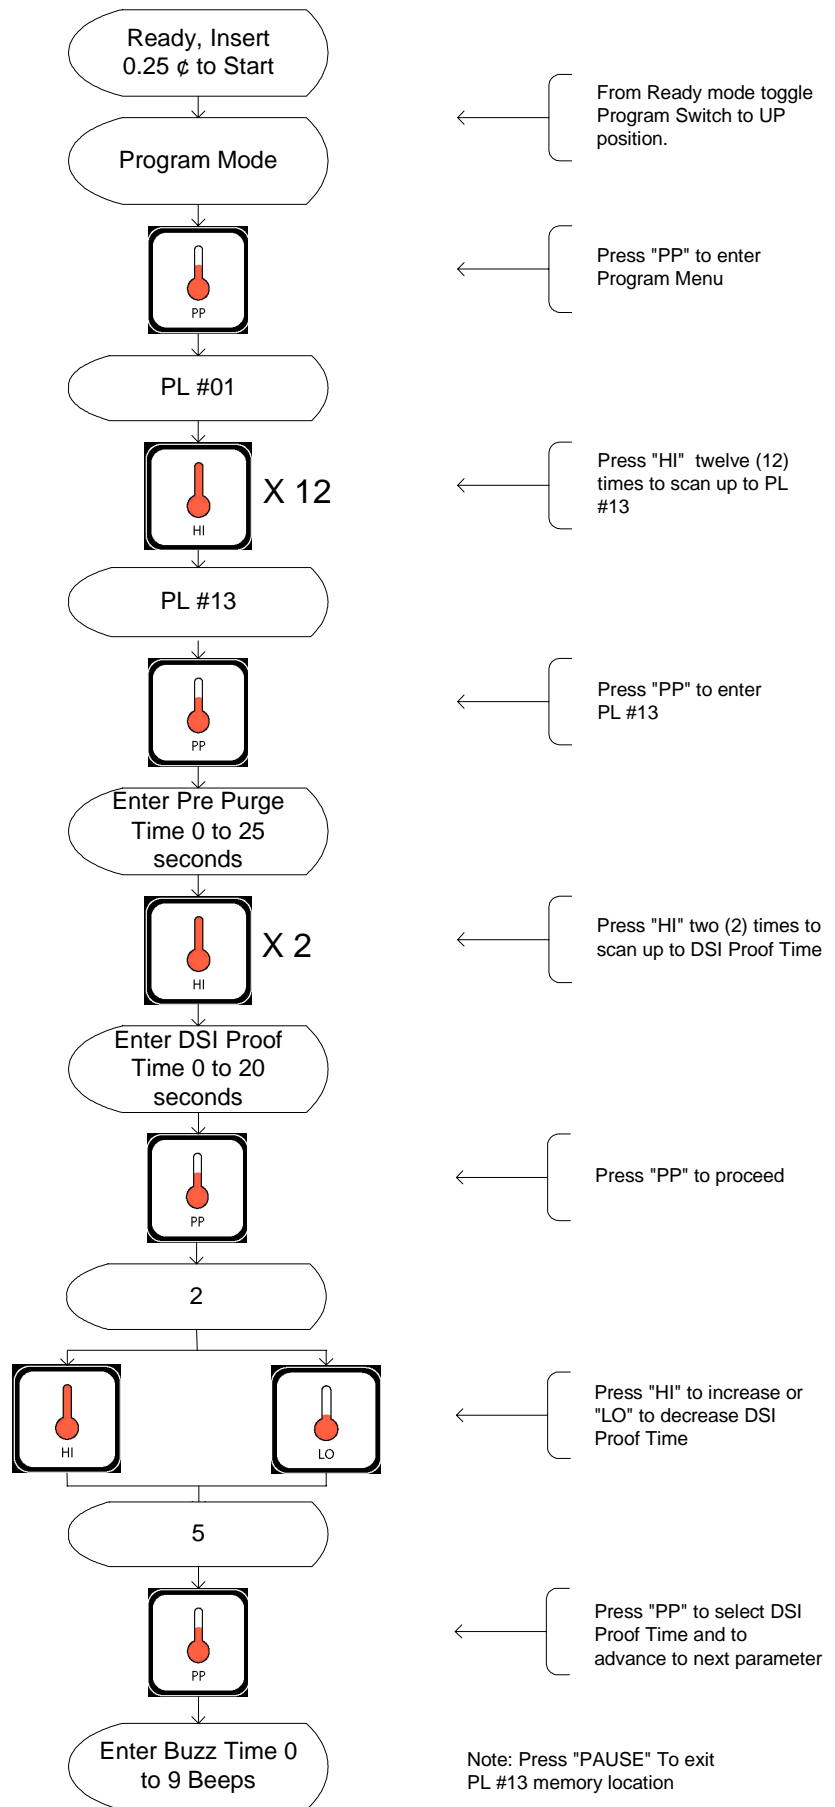 Ready, Insert
0.25 ¢ to Start
From Ready mode toggle
Program Switch to UP
position.
Program Mode
PP
Press "PP" to enter
Program Menu
PL #01
HI
X 12
Press "HI" twelve (12)
times to scan up to PL
#13
PL #13
PP
Press "PP" to enter
PL #13
Enter Pre Purge
Time 0 to 25
seconds
HI
X 2
Press "HI" two (2) times to
scan up to DSI Proof Time
Enter DSI Proof
Time 0 to 20
seconds
PP
Press "PP" to proceed
2
HI
LO
Press "HI" to increase or
"LO" to decrease DSI
Proof Time
5
PP
Press "PP" to select DSI
Proof Time and to
advance to next parameter
Enter Buzz Time 0
to 9 Beeps
Note: Press "PAUSE" To exit
PL #13 memory location